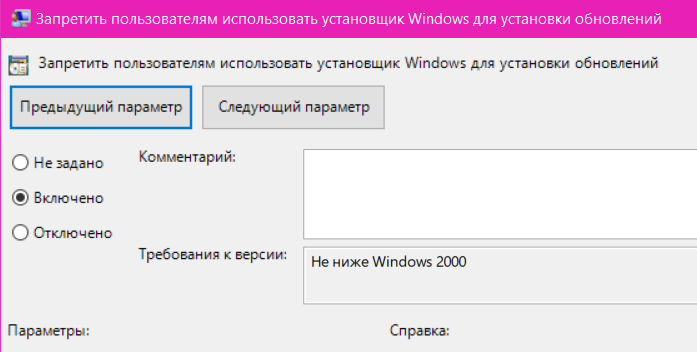 Запретить пользователям использовать установщик Windows для установки обновлений
Запретить пользователям использовать установщик Windows для установки обновлений
Предыдущий параметр
Следующий параметр
Не задано
Комментарий:
Включено
Отключено
Требования к версии:
Не ниже Windows 2000
Параметры:
Справка: